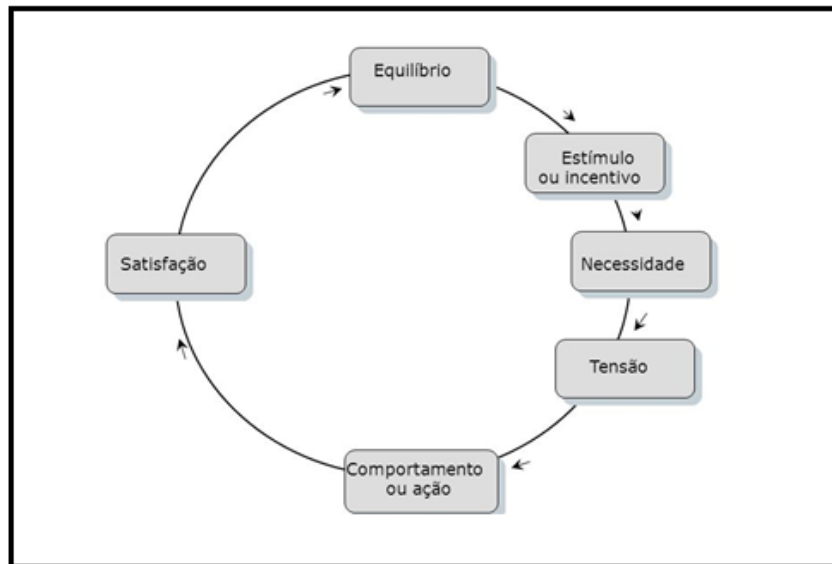 Equilíbrio
Estímulo
ou incentivo
Necessidade
Tensão
Comportamento
ou ação
Satisfação